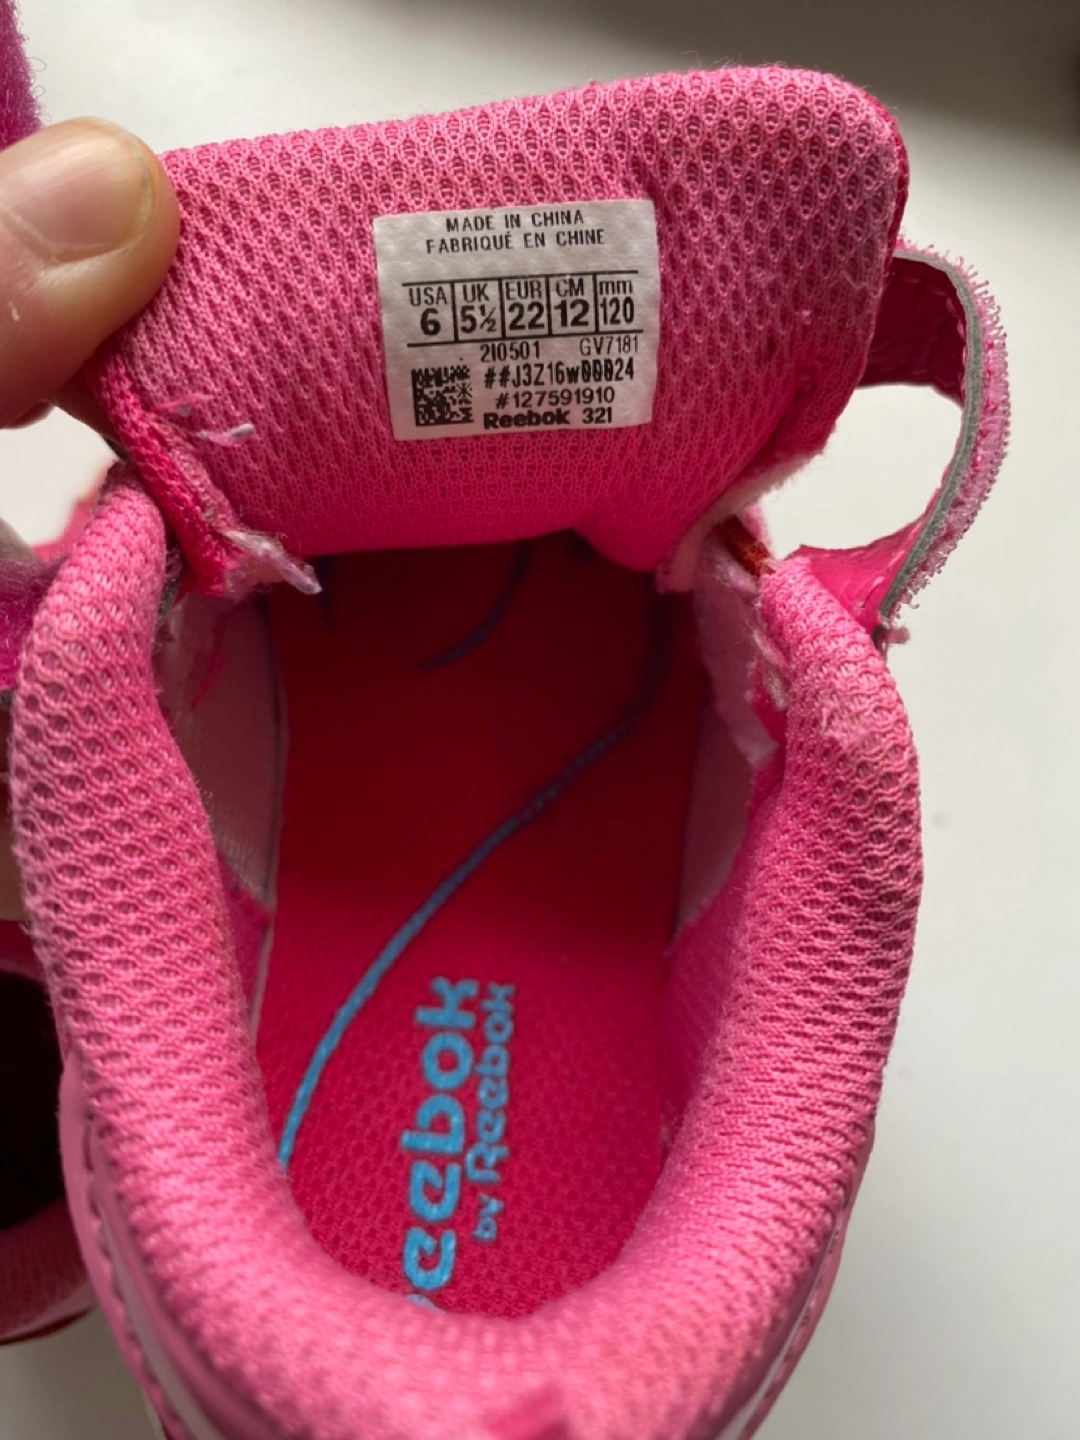 MADE IN CHINA
FABRIQUÉ EN CHINE
USA UK EUR CM mm
6 5½ 22 12 120
210501 GV7181
##J3Z16w00024
#127591910
Reebok 321
Reebok
by Reebok